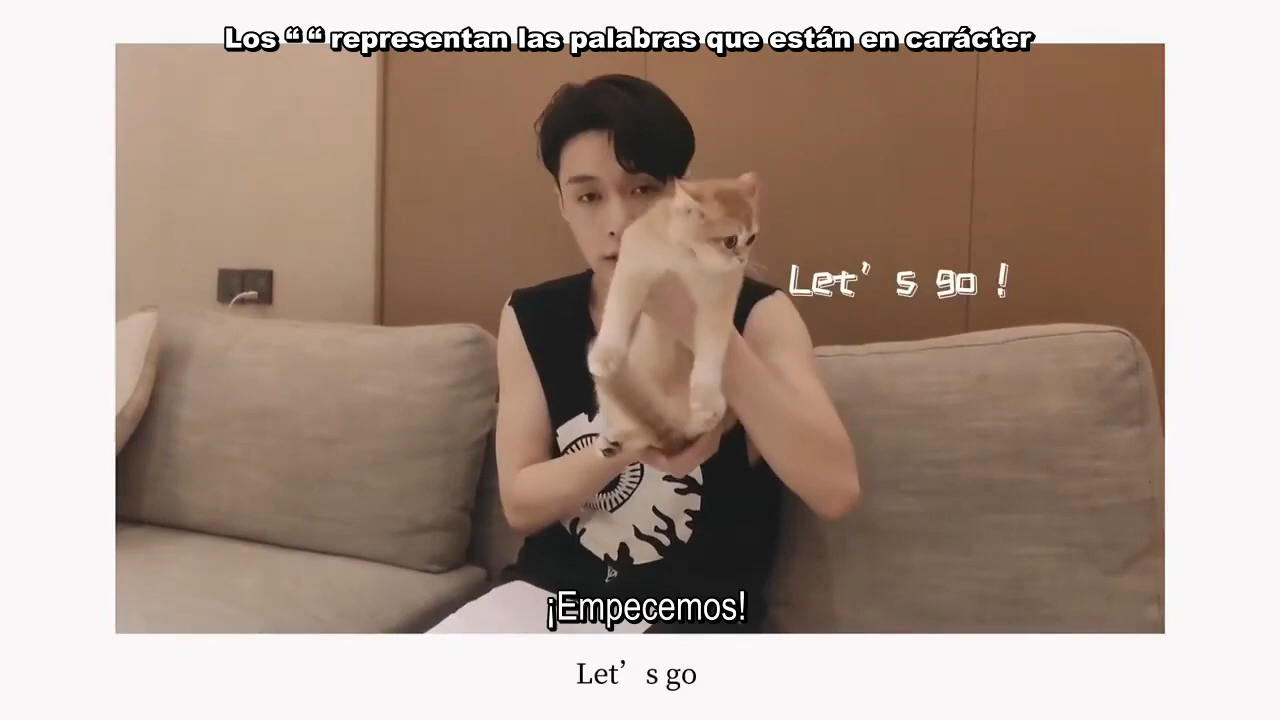 Los “ “ representan las palabras que están en carácter
Let’s go !
¡Empecemos!
Let’s go